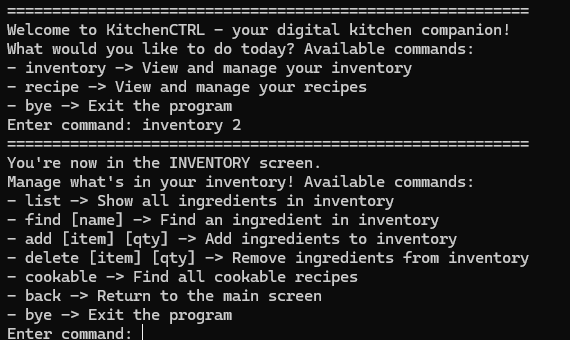 ==========================================================
Welcome to KitchenCTRL - your digital kitchen companion!
What would you like to do today? Available commands:
- inventory -> View and manage your inventory
- recipe -> View and manage your recipes
- bye -> Exit the program
Enter command: inventory 2
==========================================================
You're now in the INVENTORY screen.
Manage what's in your inventory! Available commands:
- list -> Show all ingredients in inventory
- find [name] -> Find an ingredient in inventory
- add [item] [qty] -> Add ingredients to inventory
- delete [item] [qty] -> Remove ingredients from inventory
- cookable -> Find all cookable recipes
- back -> Return to the main screen
- bye -> Exit the program
Enter command: